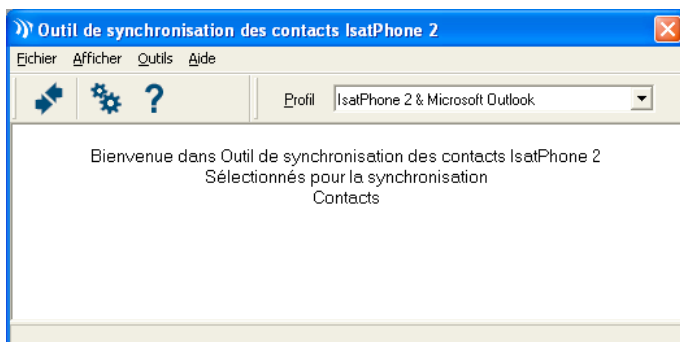 Outil de synchronisation des contacts IsatPhone 2
Fichier Afficher Outils Aide
? Profil IsatPhone 2 & Microsoft Outlook
Bienvenue dans Outil de synchronisation des contacts IsatPhone 2
Sélectionnés pour la synchronisation
Contacts